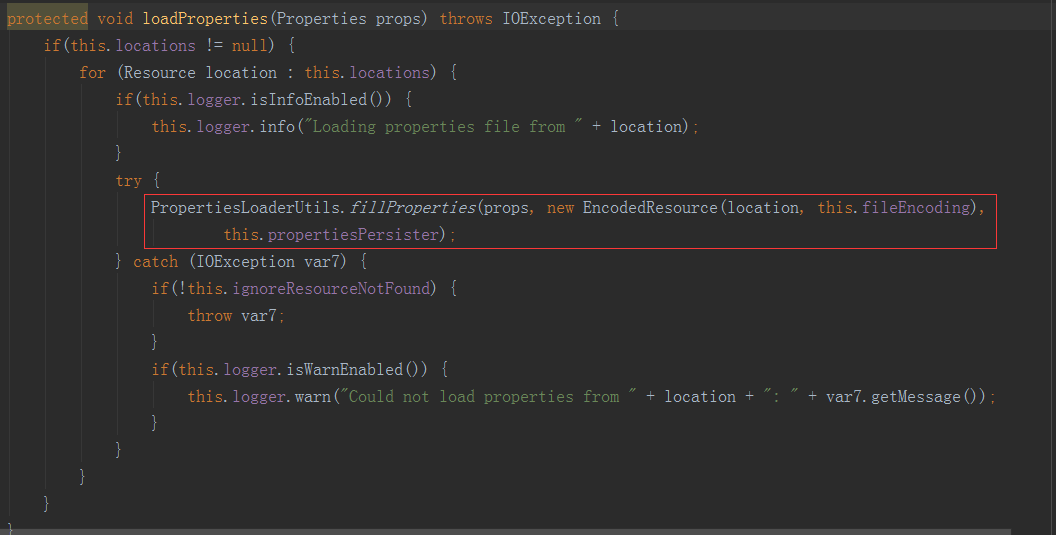 protected void loadProperties(Properties props) throws IOException {
    if(this.locations != null) {
        for (Resource location : this.locations) {
            if(this.logger.isInfoEnabled()) {
                this.logger.info("Loading properties file from " + location);
            }
            try {
                PropertiesLoaderUtils.fillProperties(props, new EncodedResource(location, this.fileEncoding),
                        this.propertiesPersister);
            } catch (IOException var7) {
                if(!this.ignoreResourceNotFound) {
                    throw var7;
                }
                if(this.logger.isWarnEnabled()) {
                    this.logger.warn("Could not load properties from " + location + ": " + var7.getMessage());
                }
            }
        }
    }
}